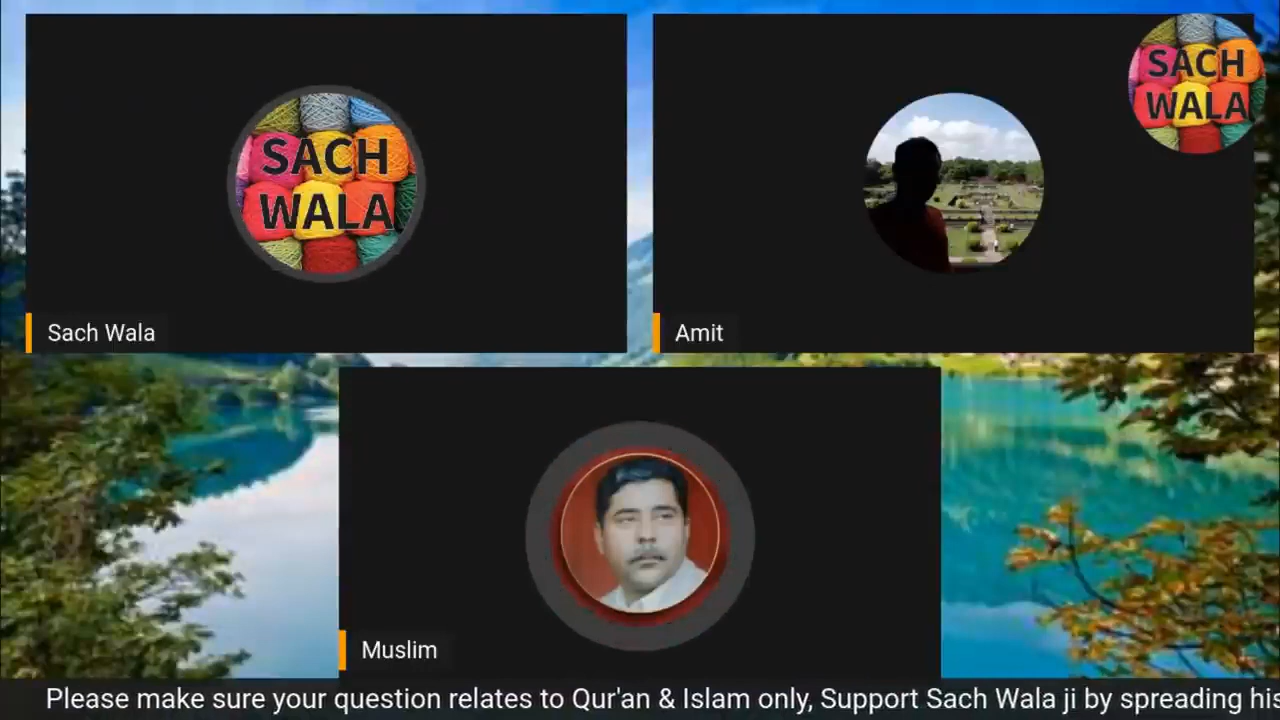 SACH
WALA
Sach Wala
Amit
SACH
WALA
Muslim
Please make sure your question relates to Qur'an & Islam only, Support Sach Wala ji by spreading his